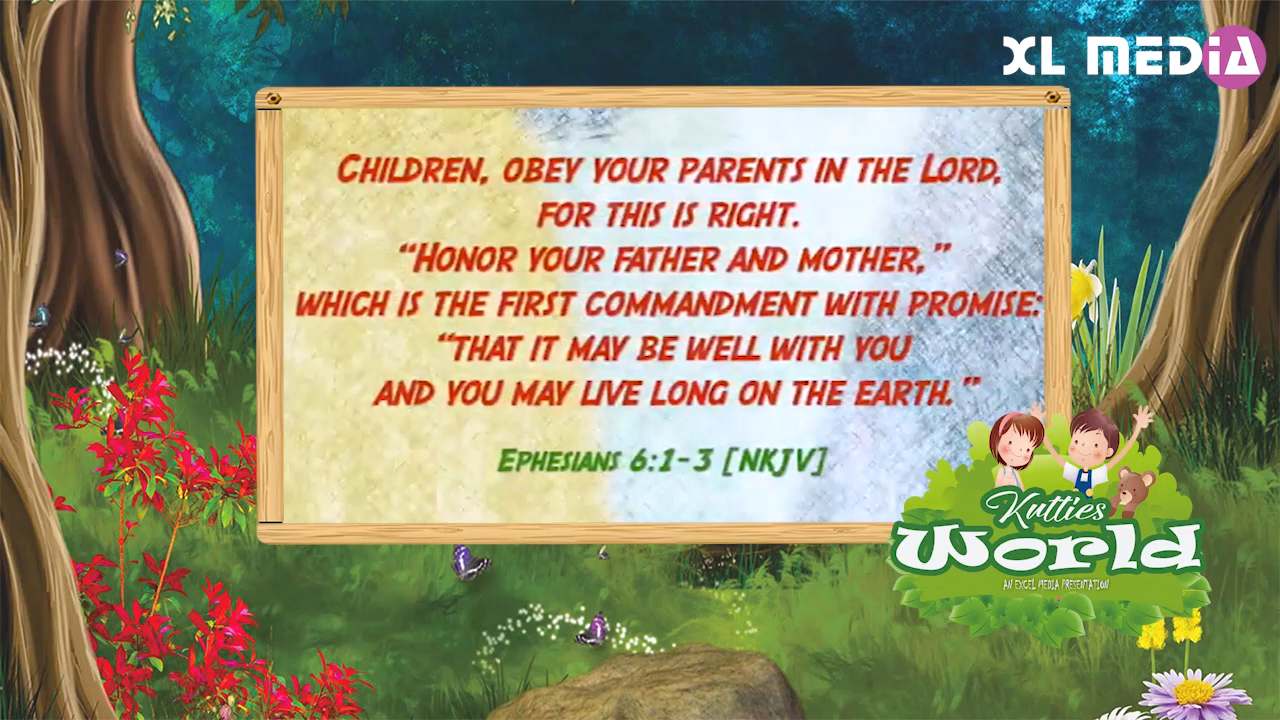 XL MEDiA
CHILDREN, OBEY YOUR PARENTS IN THE LORD,
FOR THIS IS RIGHT.
“HONOR YOUR FATHER AND MOTHER,”
WHICH IS THE FIRST COMMANDMENT WITH PROMISE:
“THAT IT MAY BE WELL WITH YOU
AND YOU MAY LIVE LONG ON THE EARTH.”
EPHESIANS 6:1-3 [NKJV]
Kutties
World
AN EXCEL MEDIA PRESENTATION